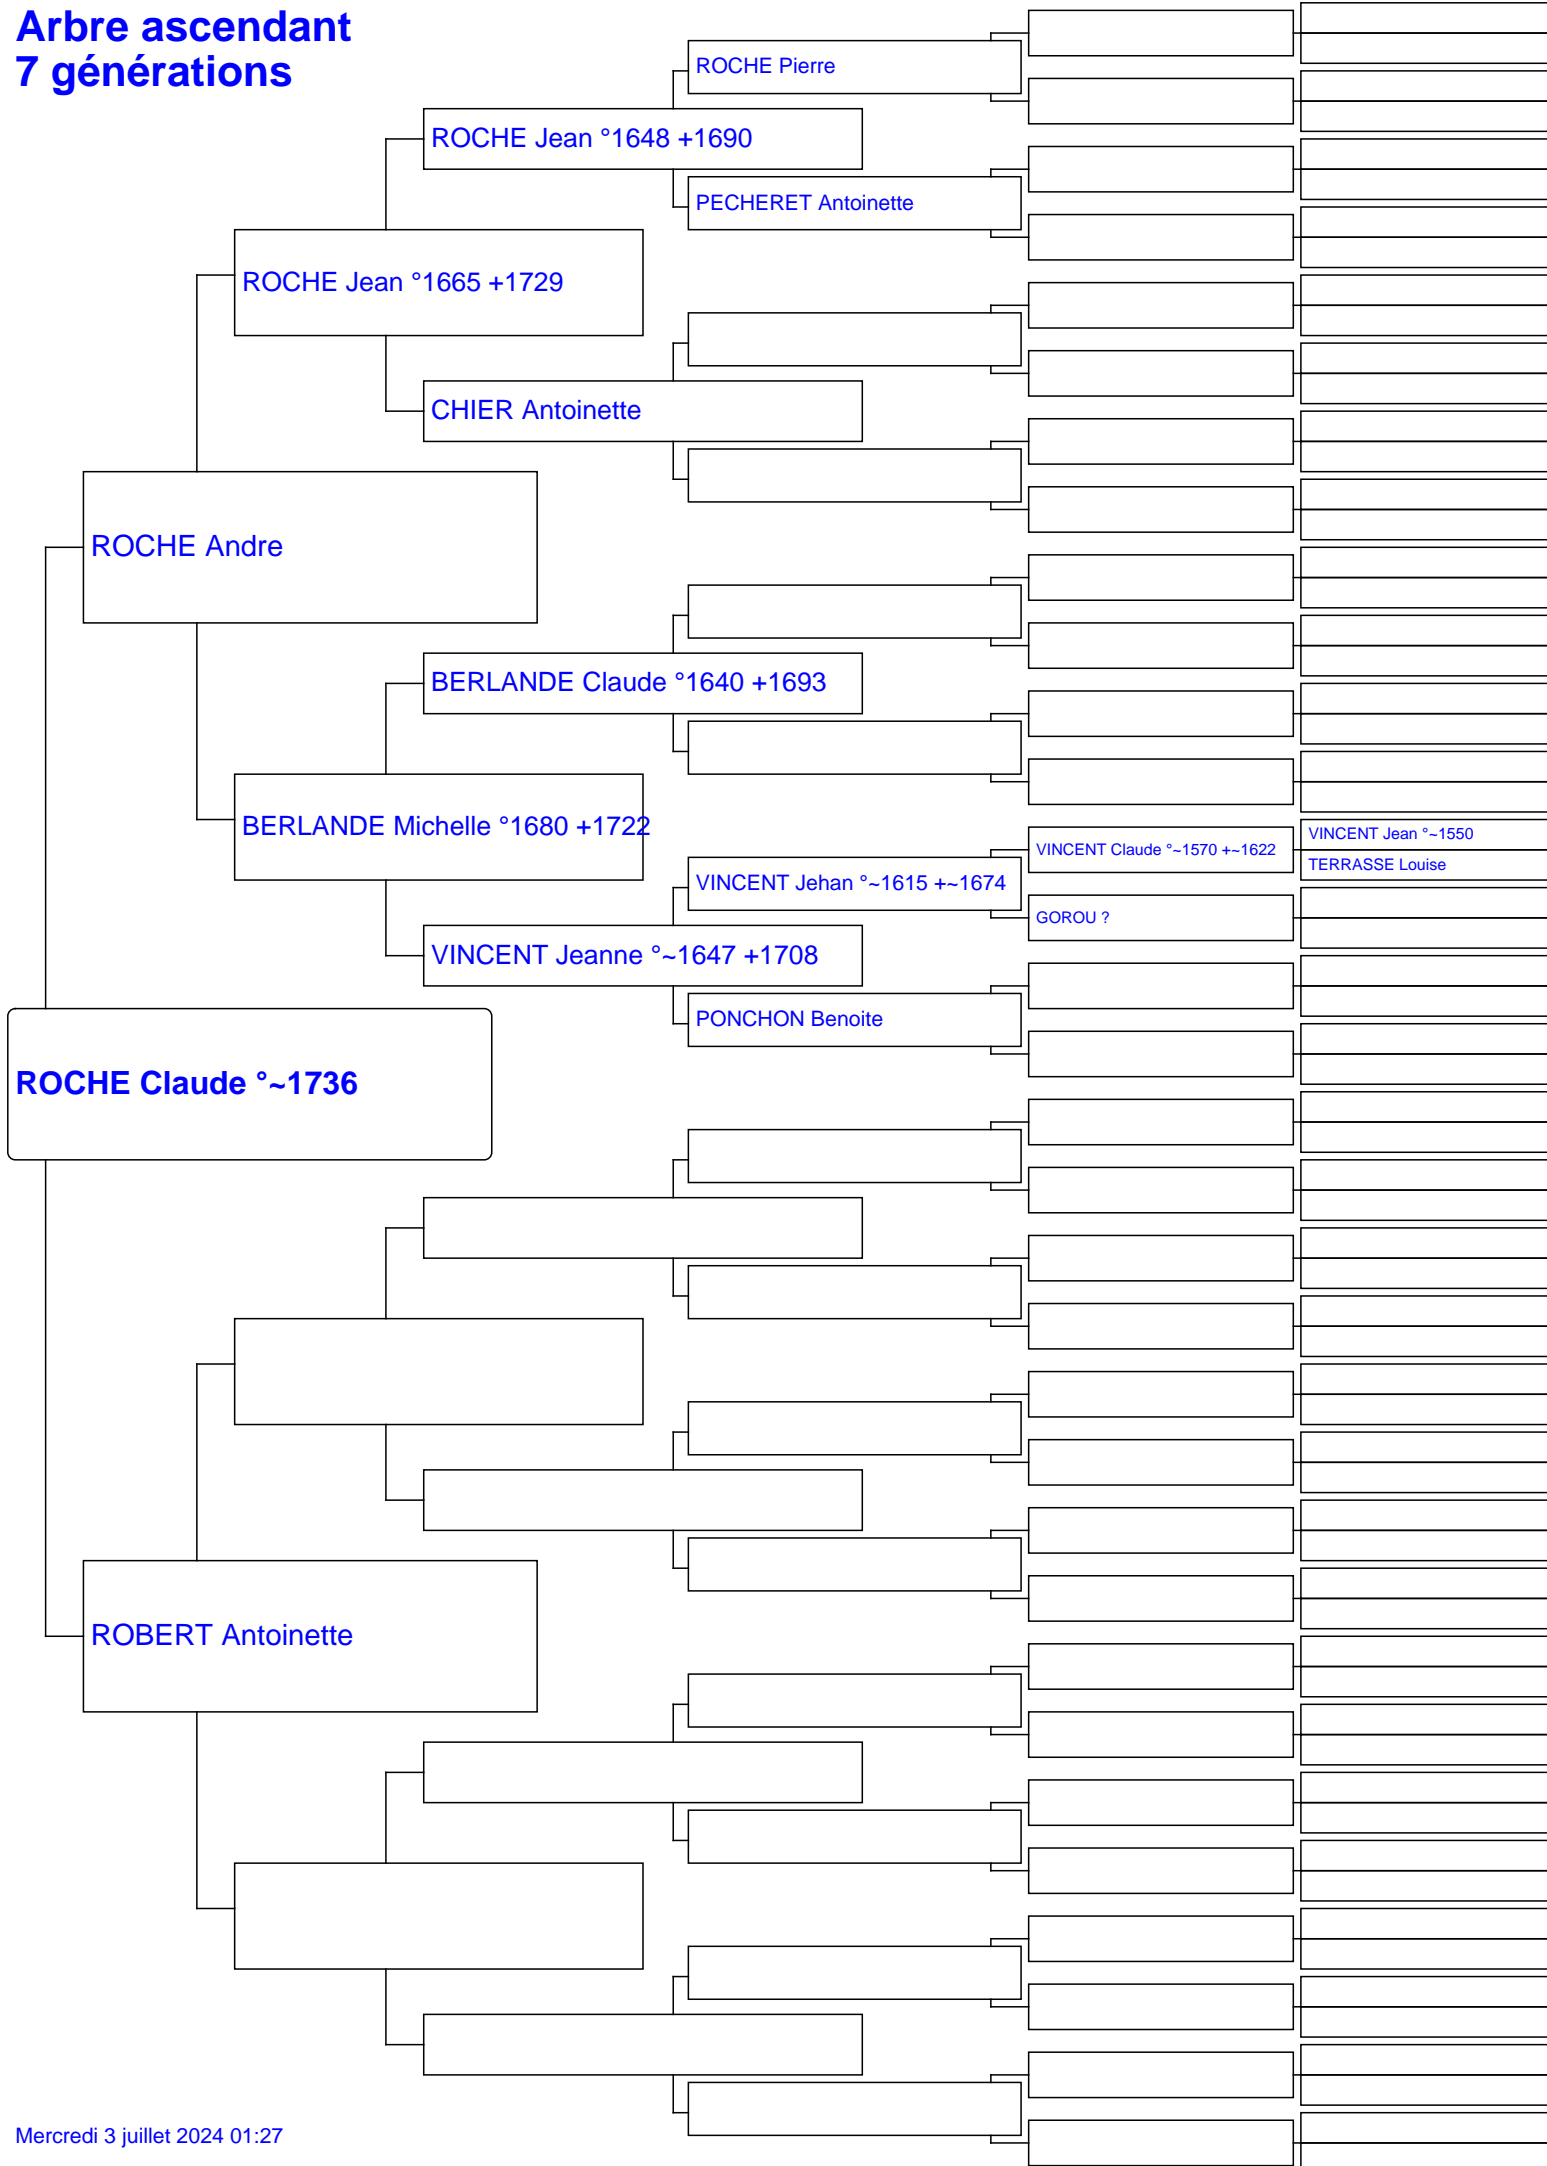 Arbre ascendant
7 générations
ROCHE Pierre
ROCHE Jean °1648 +1690
PECHERET Antoinette
ROCHE Jean °1665 +1729
CHIER Antoinette
ROCHE Andre
BERLANDE Claude °1640 +1693
BERLANDE Michelle °1680 +1722
VINCENT Jean °~1550
VINCENT Claude °~1570 +~1622
TERRASSE Louise
VINCENT Jehan °~1615 +~1674
GOROU ?
VINCENT Jeanne °~1647 +1708
PONCHON Benoite
ROCHE Claude °~1736
ROBERT Antoinette
Mercredi 3 juillet 2024 01:27